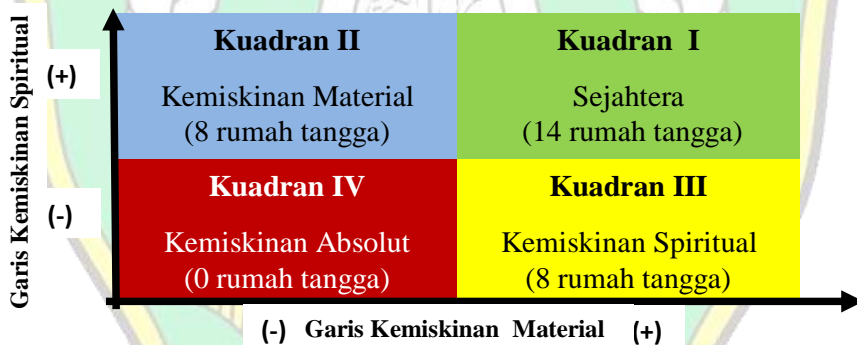 Garis Kemiskinan Spiritual
(+)
(-)
Kuadran II
Kemiskinan Material
(8 rumah tangga)
Kuadran I
Sejahtera
(14 rumah tangga)
Kuadran IV
Kemiskinan Absolut
(0 rumah tangga)
Kuadran III
Kemiskinan Spiritual
(8 rumah tangga)
(-) Garis Kemiskinan Material (+)